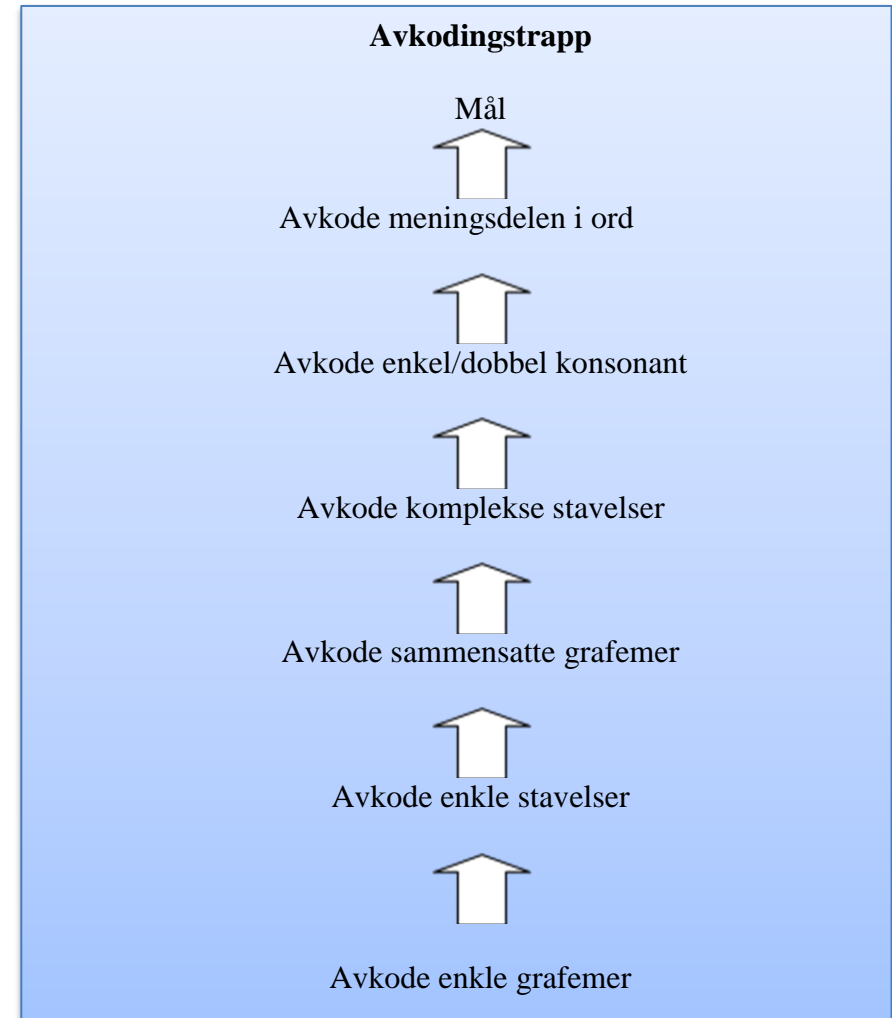 Avkodingstrapp
Mål
Avkode meningsdelen i ord
Avkode enkel/dobbel konsonant
Avkode komplekse stavelser
Avkode sammensatte grafemer
Avkode enkle stavelser
Avkode enkle grafemer